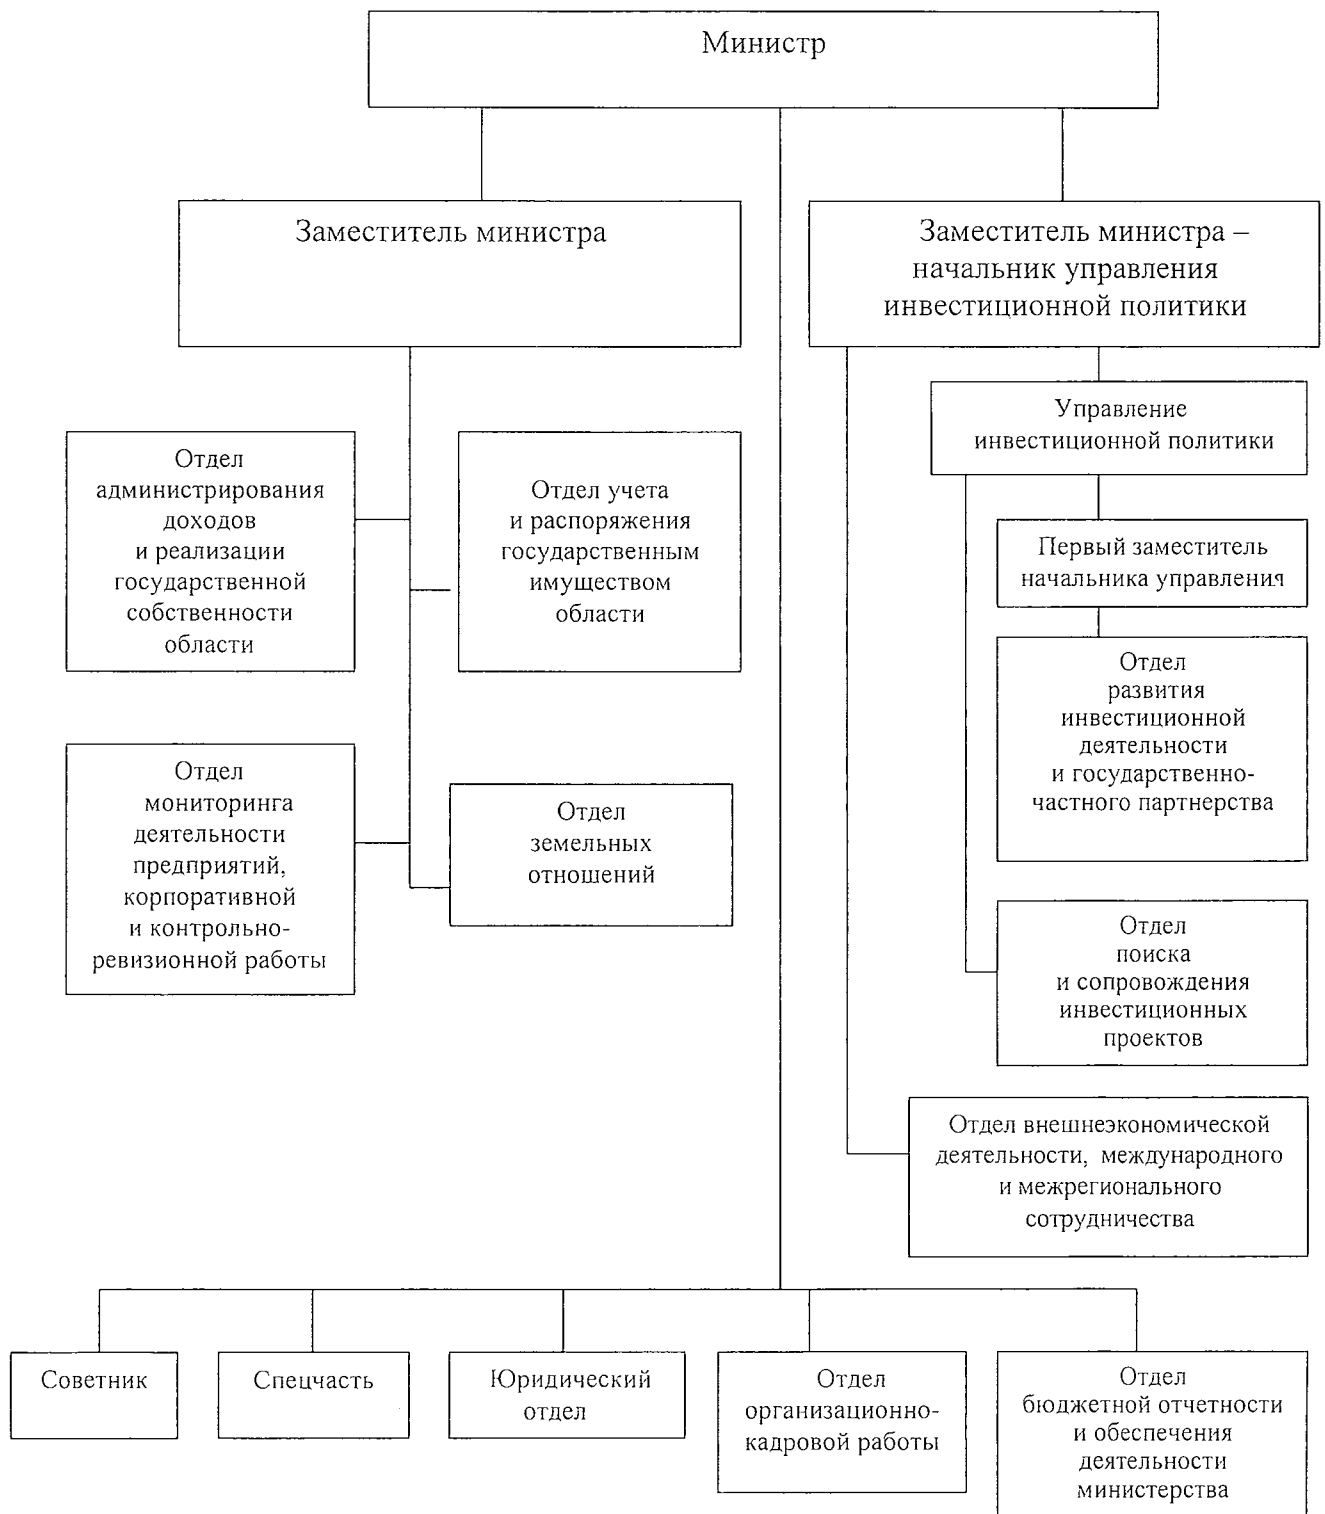 Министр
Заместитель министра
Заместитель министра –
начальник управления
инвестиционной политики
Управление
инвестиционной политики
Отдел
администрирования
доходов
и реализации
государственной
собственности
области
Отдел учета
и распоряжения
государственным
имуществом
области
Первый заместитель
начальника управления
Отдел
развития
инвестиционной
деятельности
и государственно-
частного партнерства
Отдел
мониторинга
деятельности
предприятий,
корпоративной
и контрольно-
ревизионной работы
Отдел
земельных
отношений
Отдел
поиска
и сопровождения
инвестиционных
проектов
Отдел внешнеэкономической
деятельности, международного
и межрегионального
сотрудничества
Советник
Спецчасть
Юридический
отдел
Отдел
организационно-
кадровой работы
Отдел
бюджетной отчетности
и обеспечения
деятельности
министерства